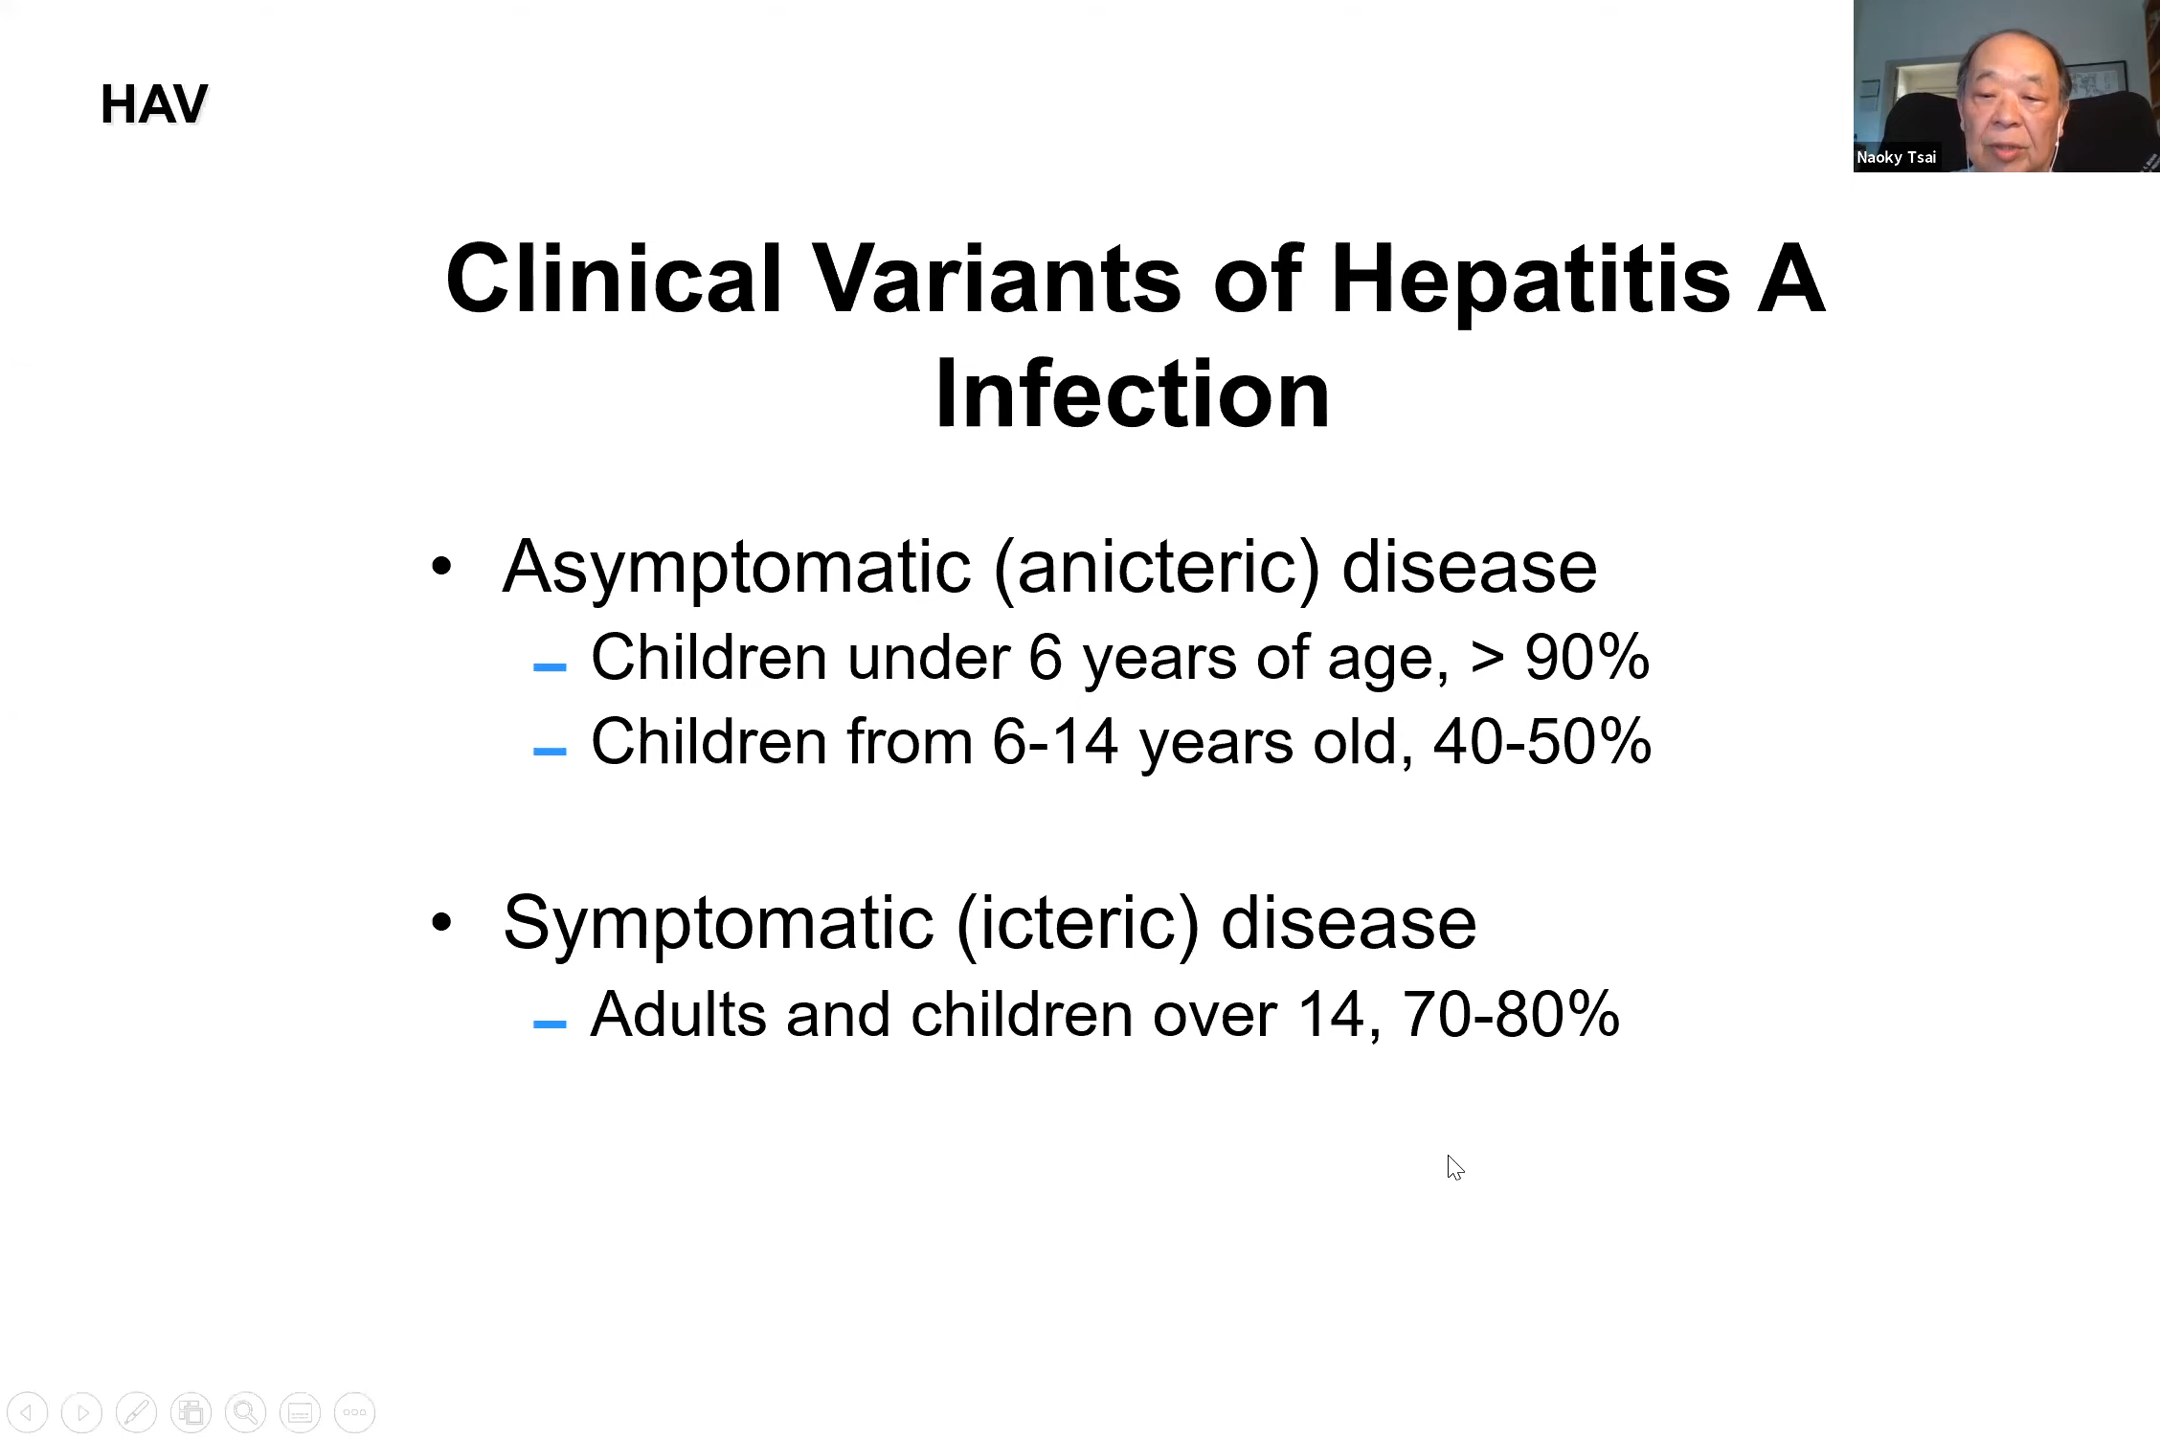 HAV
Naoky Tsai
Clinical Variants of Hepatitis A
Infection
• Asymptomatic (anicteric) disease
– Children under 6 years of age, > 90%
– Children from 6-14 years old, 40-50%
• Symptomatic (icteric) disease
– Adults and children over 14, 70-80%